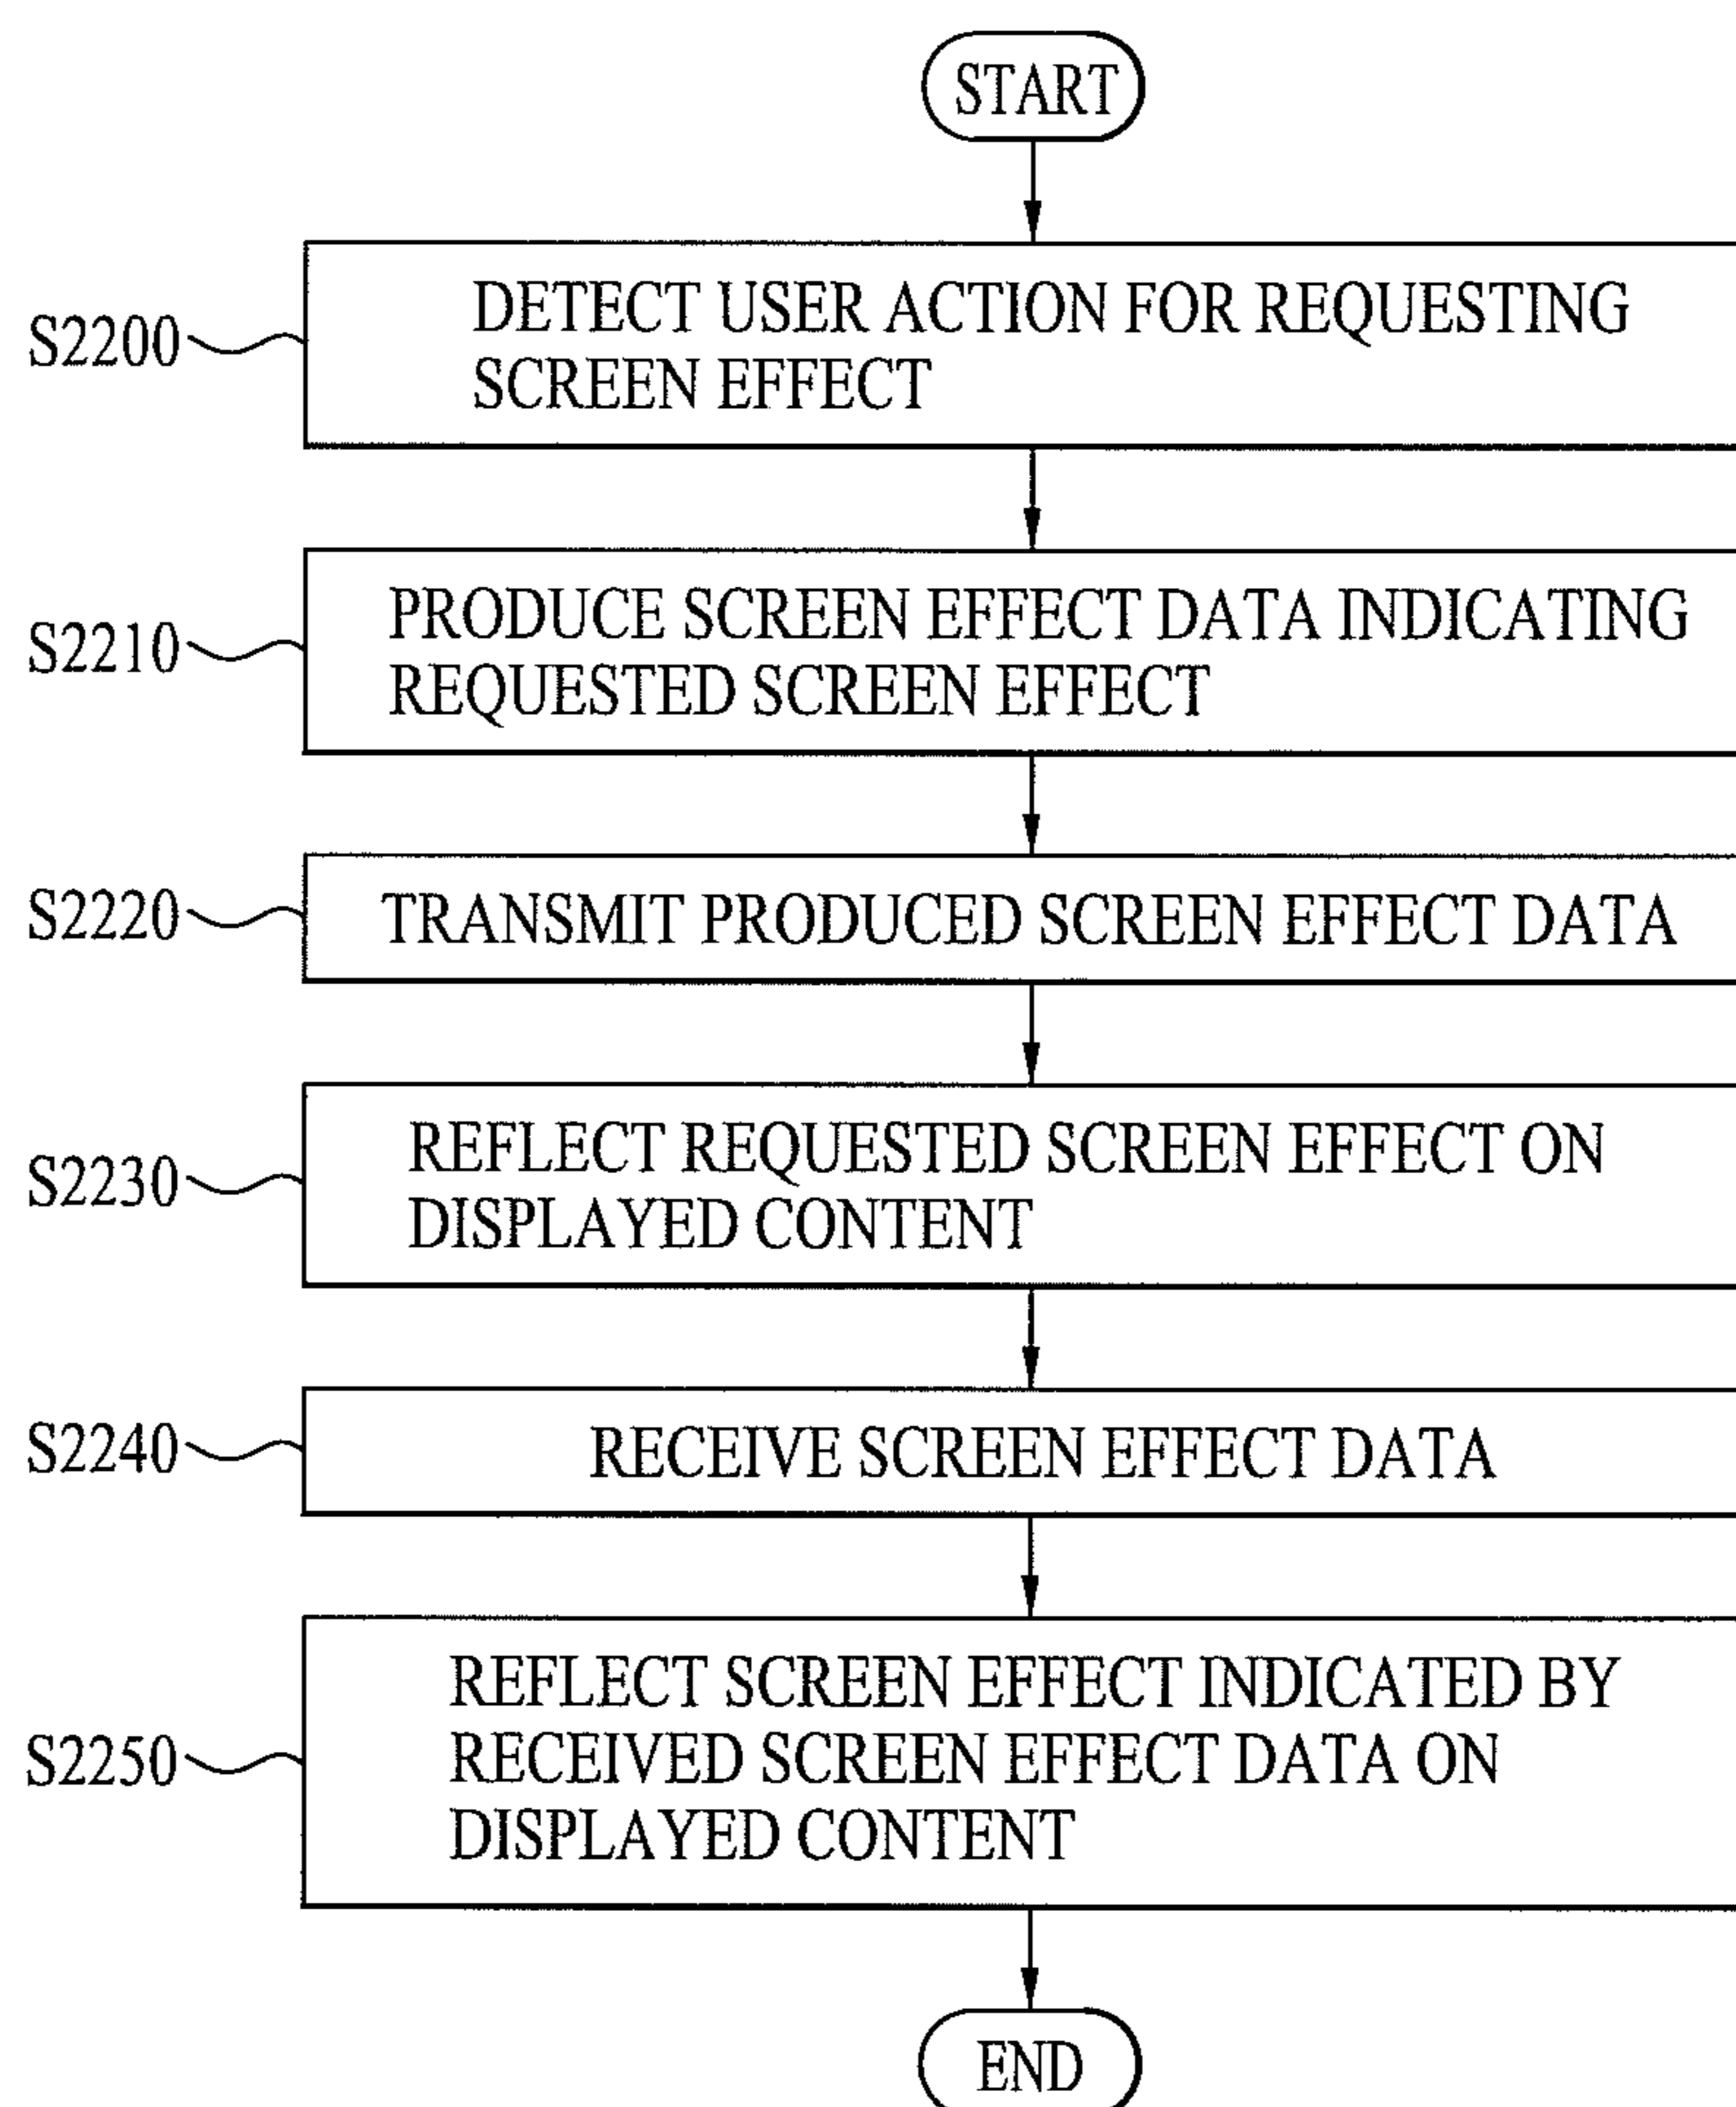 START
S2200
DETECT USER ACTION FOR REQUESTING
SCREEN EFFECT
S2210
PRODUCE SCREEN EFFECT DATA INDICATING
REQUESTED SCREEN EFFECT
S2220
TRANSMIT PRODUCED SCREEN EFFECT DATA
S2230
REFLECT REQUESTED SCREEN EFFECT ON
DISPLAYED CONTENT
S2240
RECEIVE SCREEN EFFECT DATA
S2250
REFLECT SCREEN EFFECT INDICATED BY
RECEIVED SCREEN EFFECT DATA ON
DISPLAYED CONTENT
END